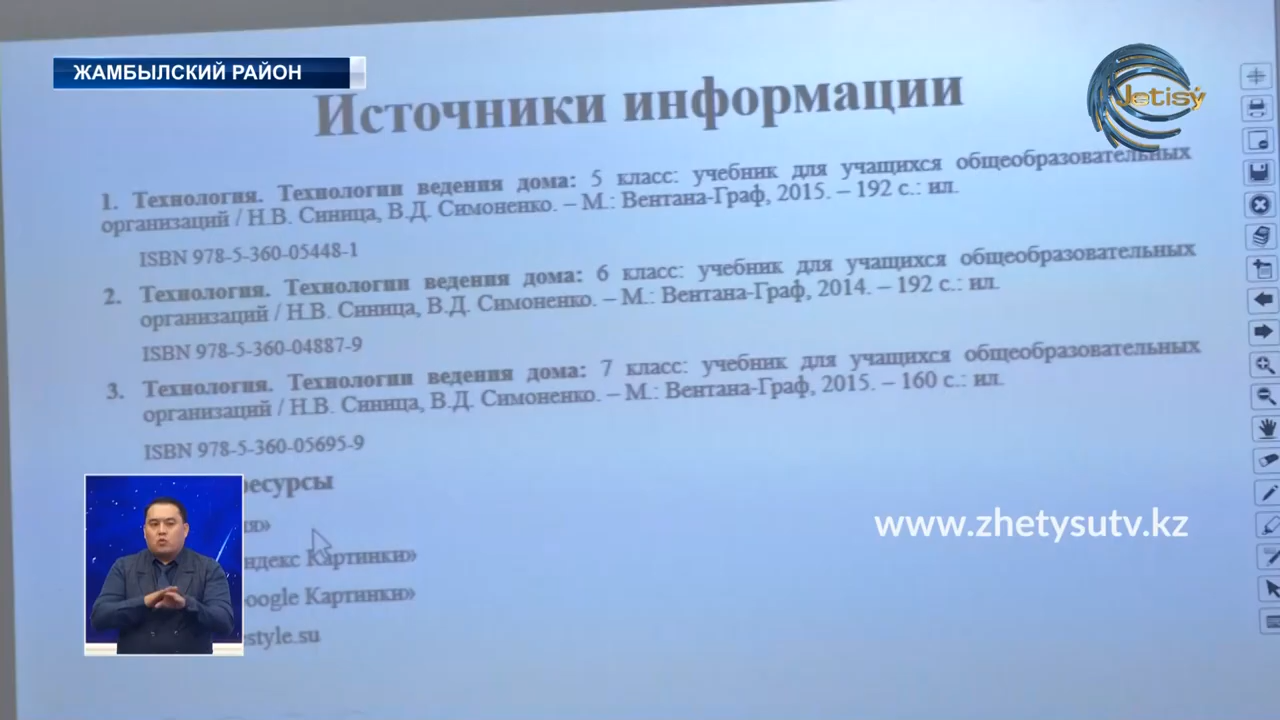 ЖАМБЫЛСКИЙ РАЙОН
Jetisý
Источники информации
1. Технология. Технологии ведения дома: 5 класс: учебник для учащихся общеобразовательных
организаций / Н.В. Синица, В.Д. Симоненко. – М.: Вентана-Граф, 2015. – 192 с.: ил.
ISBN 978-5-360-05448-1
2. Технология. Технологии ведения дома: 6 класс: учебник для учащихся общеобразовательных
организаций / Н.В. Синица, В.Д. Симоненко. – М.: Вентана-Граф, 2014. – 192 с.: ил.
ISBN 978-5-360-04887-9
3. Технология. Технологии ведения дома: 7 класс: учебник для учащихся общеобразовательных
организаций / Н.В. Синица, В.Д. Симоненко. – М.: Вентана-Граф, 2015. – 160 с.: ил.
ISBN 978-5-360-05695-9
ресурсы
www.zhetysutv.kz
ндекс Картинки»
oogle Картинки»
estyle.su